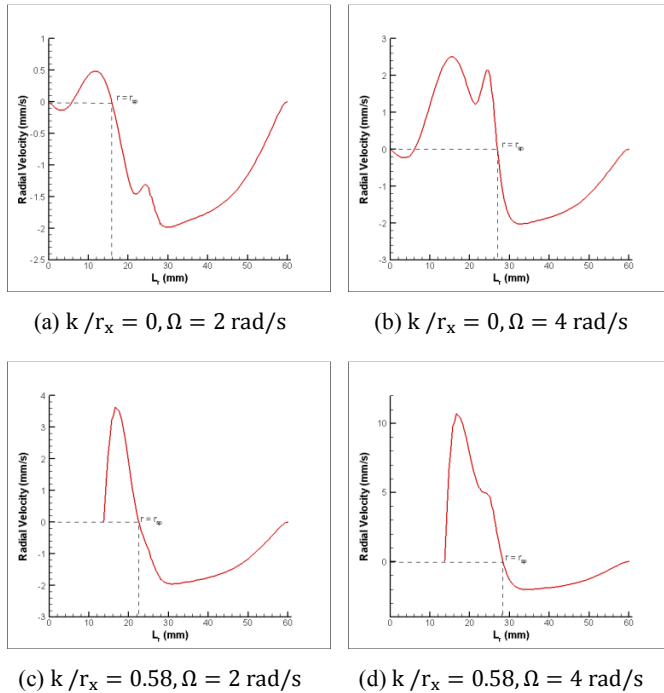 1
0.5
0
-0.5
-1
-1.5
-2
-2.5
Radial Velocity (mm/s)
r = r_sp
0 10 20 30 40 50 60
L_r (mm)
(a) k /r_x = 0, Ω = 2 rad/s
4
3
2
1
0
-1
-2
-3
Radial Velocity (mm/s)
r = r_sp
0 10 20 30 40 50 60
L_r (mm)
(b) k /r_x = 0, Ω = 4 rad/s
4
3
2
1
0
-1
-2
-3
Radial Velocity (mm/s)
r = r_sp
0 10 20 30 40 50 60
L_r (mm)
(c) k /r_x = 0.58, Ω = 2 rad/s
10
5
0
Radial Velocity (mm/s)
r = r_sp
0 10 20 30 40 50 60
L_r (mm)
(d) k /r_x = 0.58, Ω = 4 rad/s